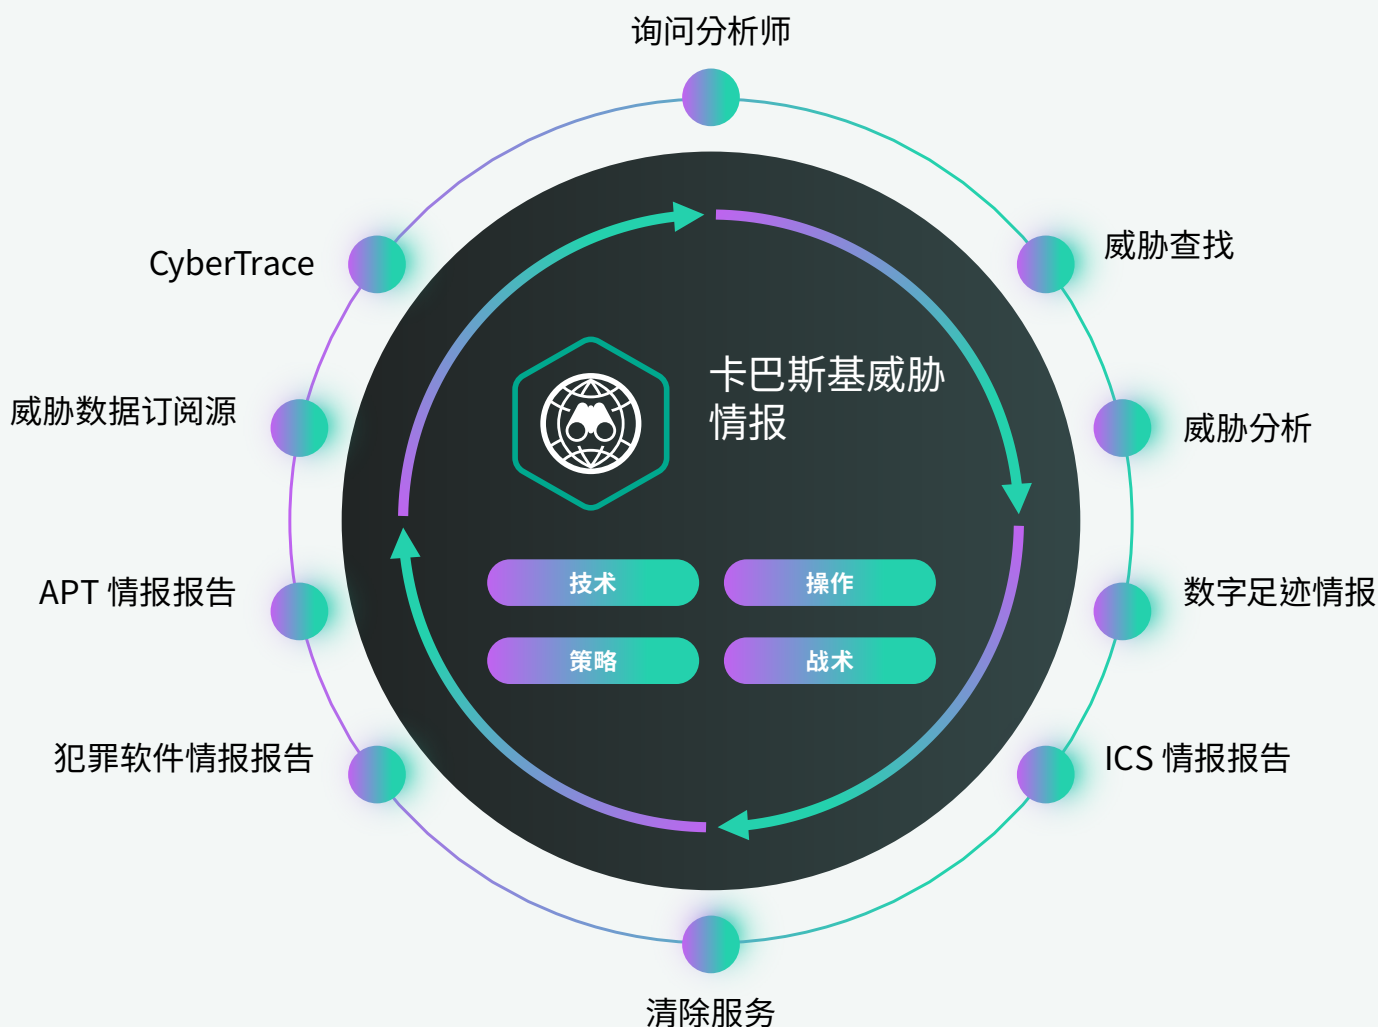 询问分析师
CyberTrace
威胁查找
卡巴斯基威胁
情报
威胁数据订阅源
威胁分析
技术
操作
APT 情报报告
数字足迹情报
策略
战术
犯罪软件情报报告
ICS 情报报告
清除服务